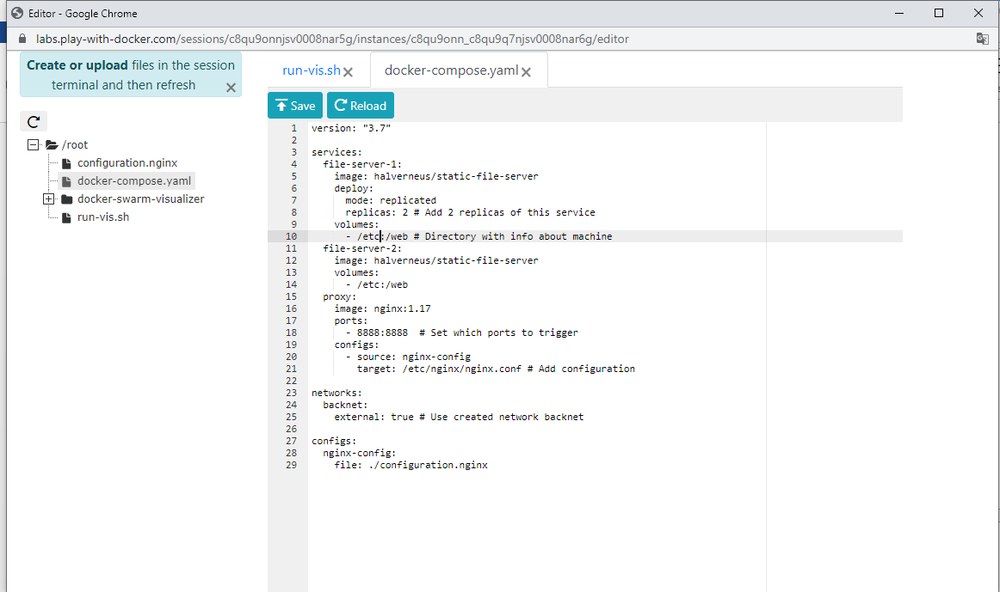 Editor - Google Chrome
labs.play-with-docker.com/sessions/c8qu9onnjsv0008nar5g/instances/c8qu9onn_c8qu9q7njsv0008nar6g/editor
Create or upload files in the session
terminal and then refresh
/root
configuration.nginx
docker-compose.yaml
docker-swarm-visualizer
run-vis.sh
run-vis.sh
docker-compose.yaml
Save
Reload
1 version: "3.7"
2
3 services:
4   file-server-1:
5     image: halverneus/static-file-server
6     deploy:
7       mode: replicated
8       replicas: 2 # Add 2 replicas of this service
9     volumes:
10       - /etc:/web # Directory with info about machine
11   file-server-2:
12     image: halverneus/static-file-server
13     volumes:
14       - /etc:/web
15   proxy:
16     image: nginx:1.17
17     ports:
18       - 8888:8888  # Set which ports to trigger
19     configs:
20       - source: nginx-config
21         target: /etc/nginx/nginx.conf # Add configuration
22
23 networks:
24   backnet:
25     external: true # Use created network backnet
26
27 configs:
28   nginx-config:
29     file: ./configuration.nginx